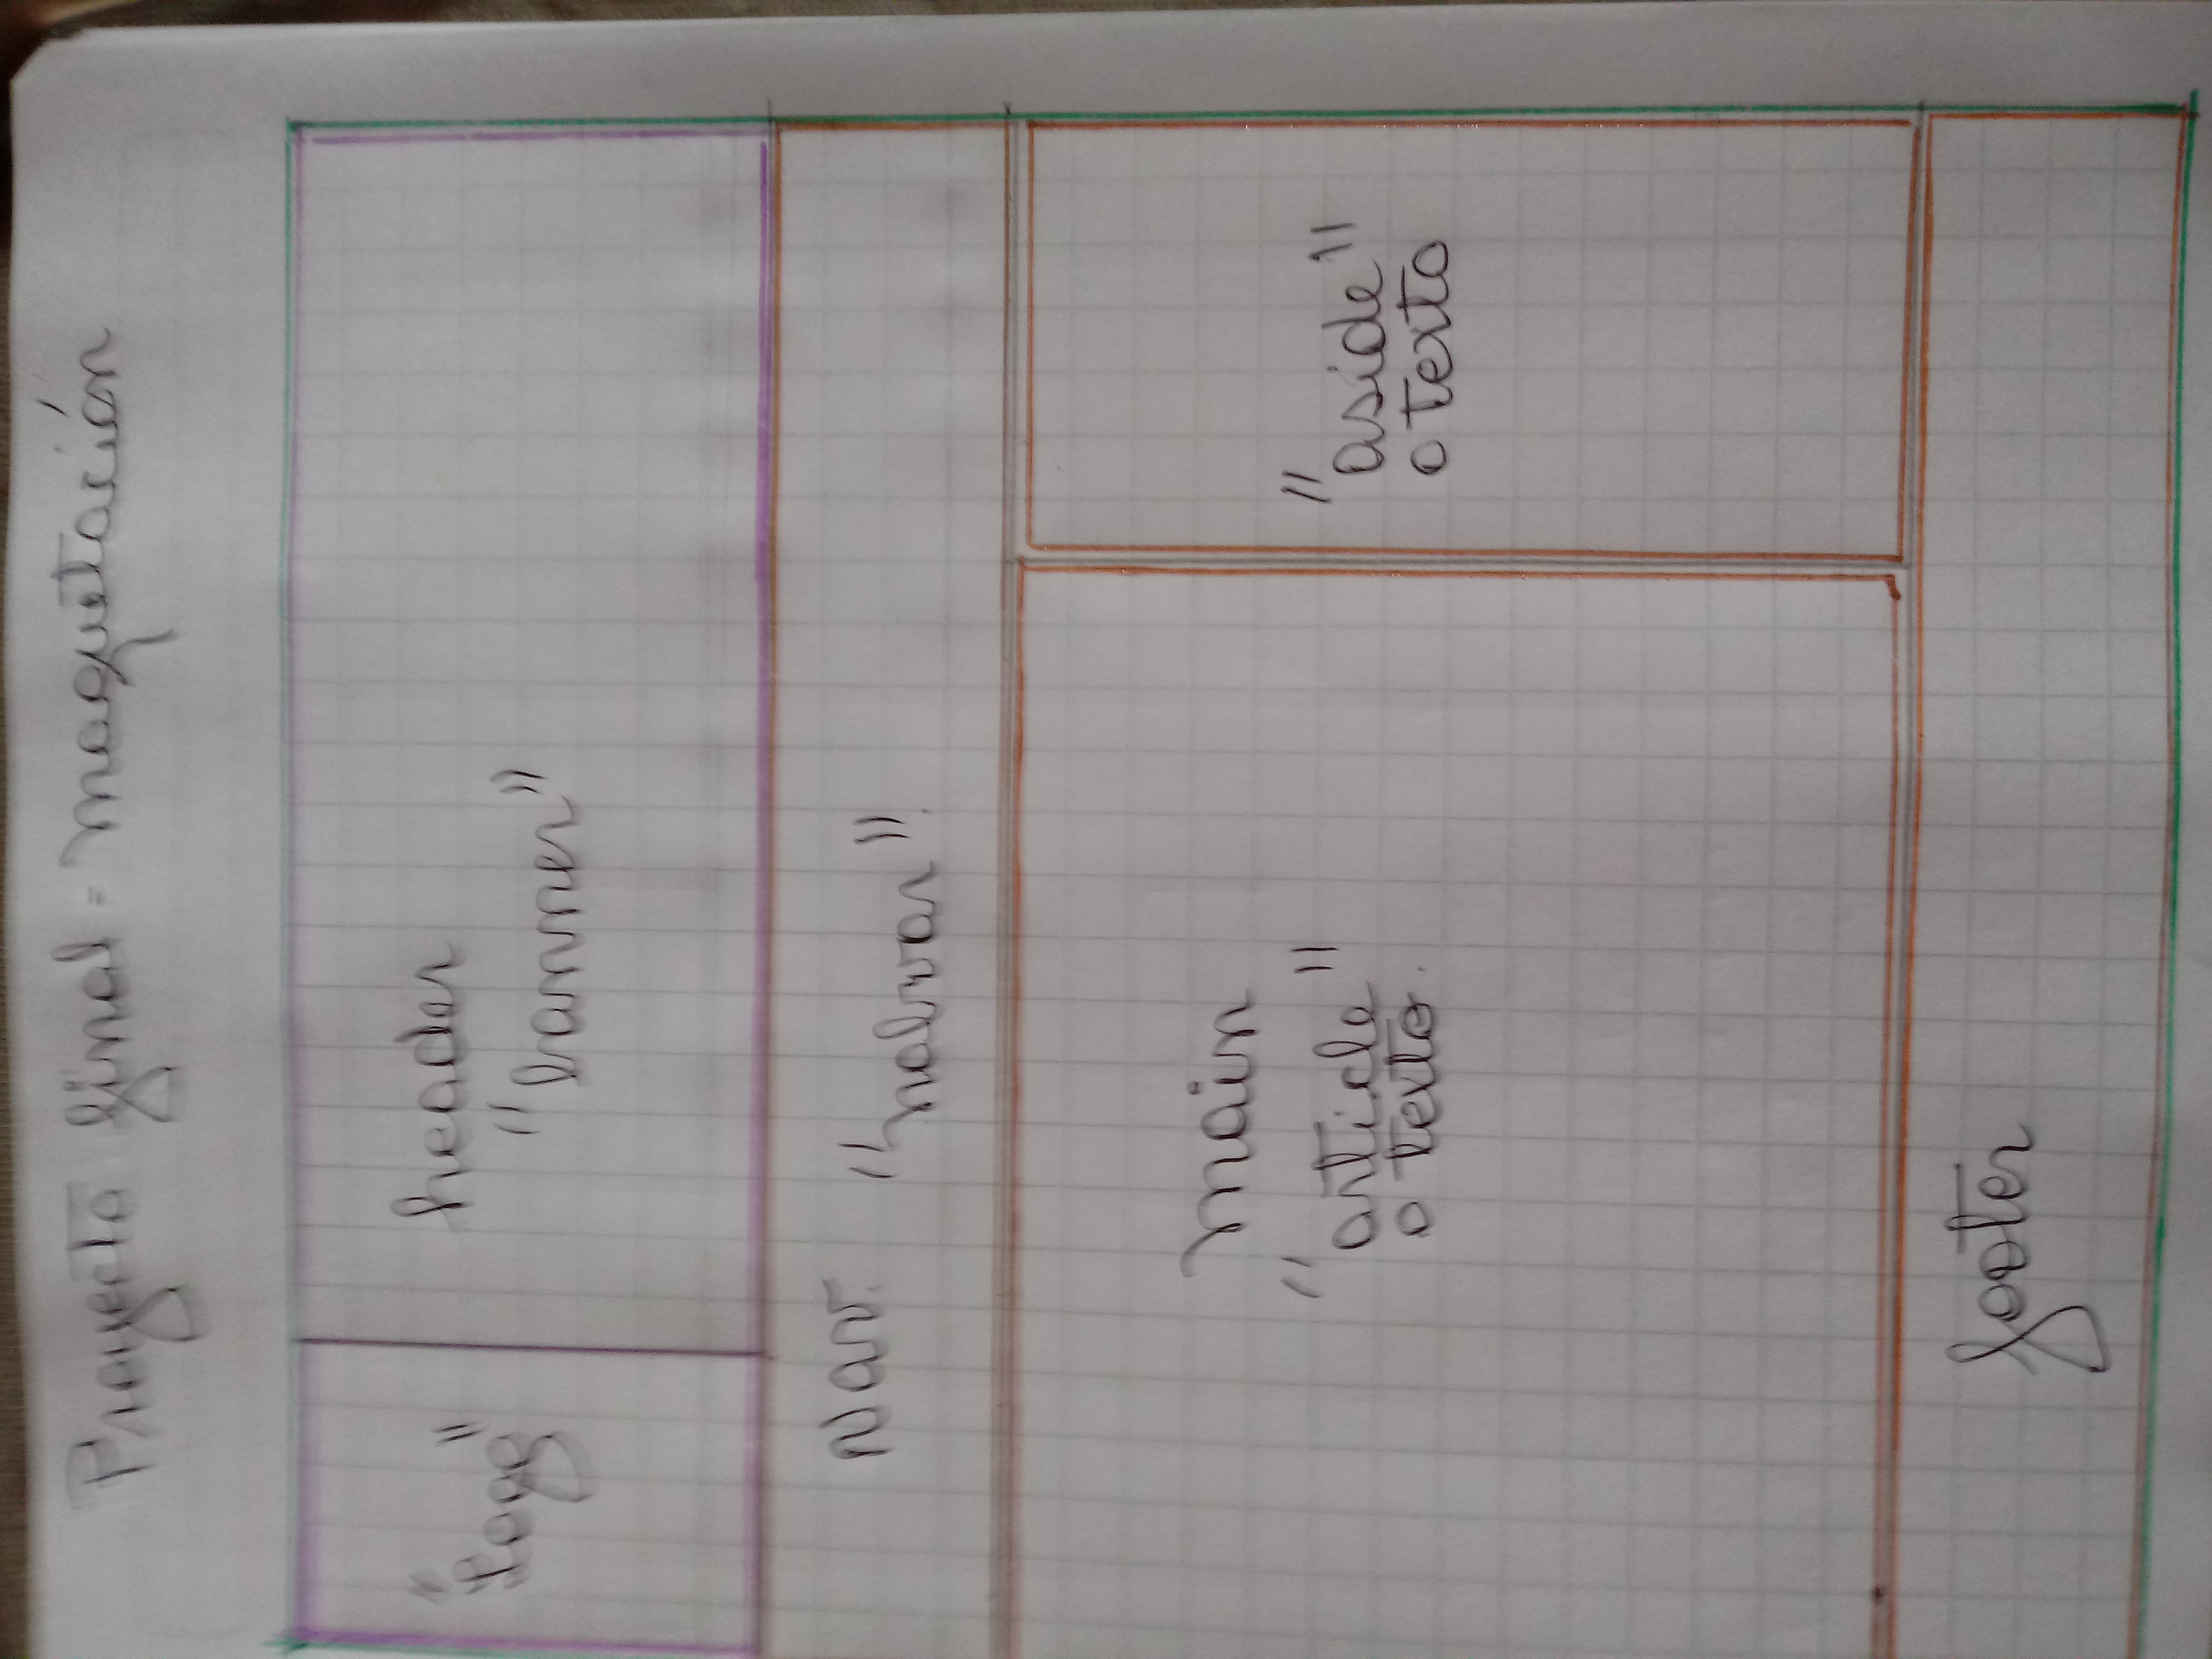 Proyecto final = maquetación
"Logo"
header
"banner"
Nav.
"nabvar".
main
"article"
o texto.
"aside"
o texto
footer